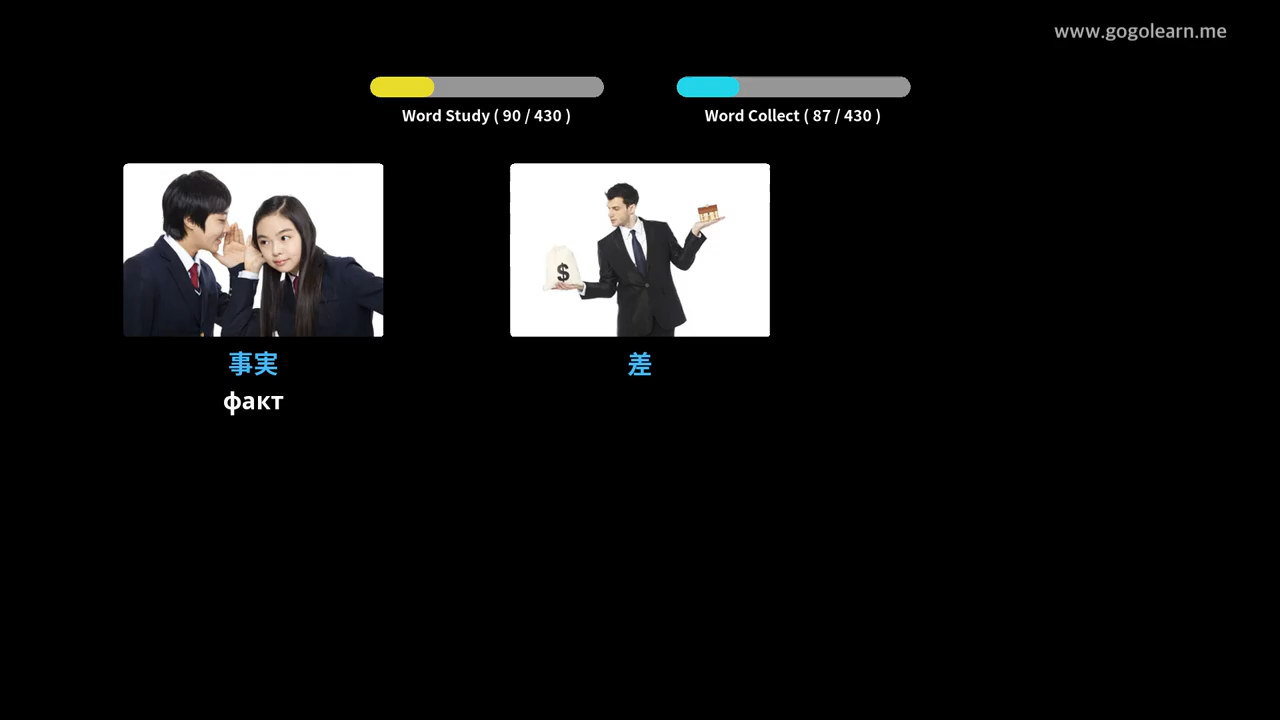 www.gogolearn.me
Word Study ( 90 / 430 )
Word Collect ( 87 / 430 )
$
事実
факт
差